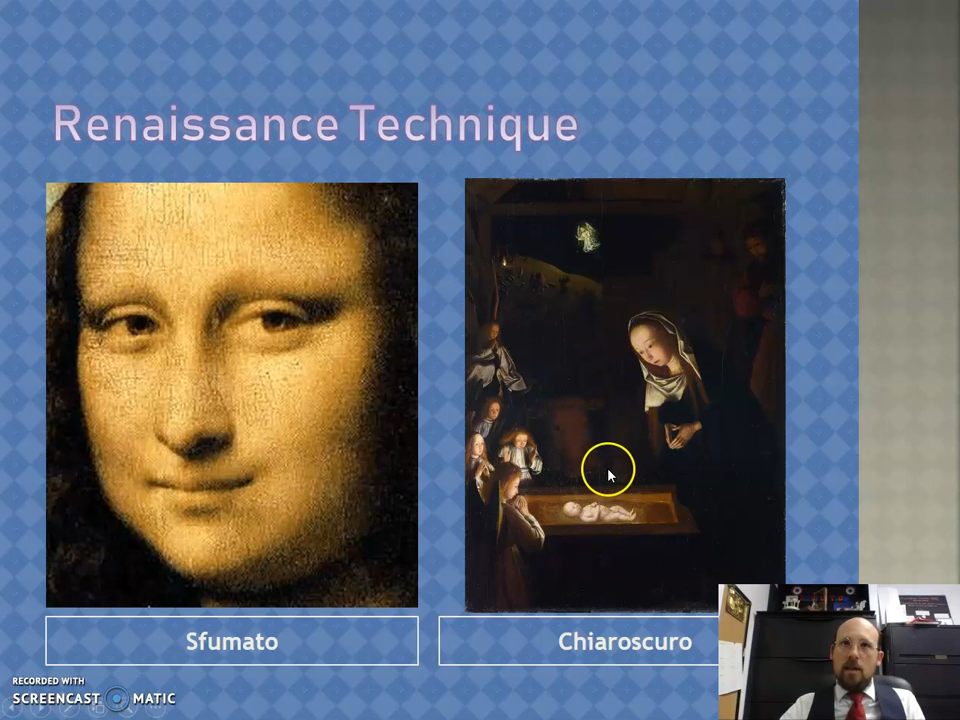 Renaissance Technique
Sfumato
Chiaroscuro
RECORDED WITH
SCREENCAST MATIC